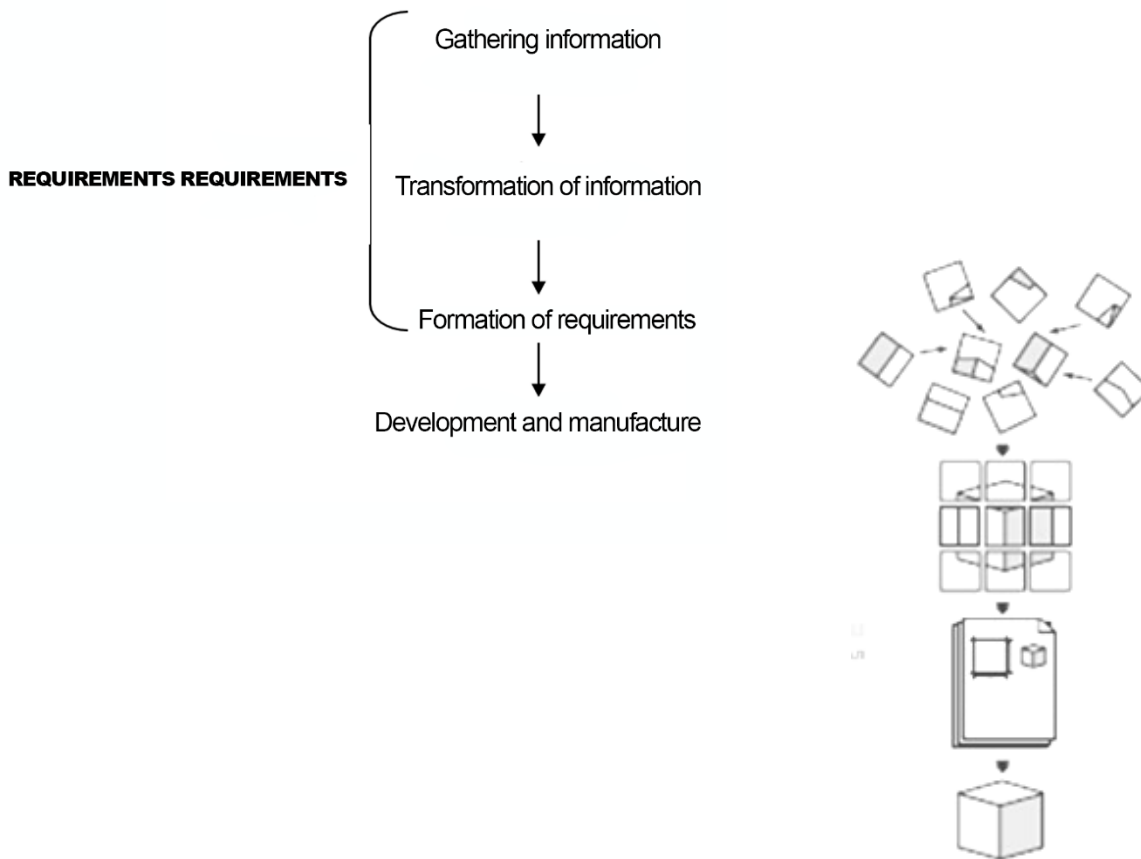 Gathering information
REQUIREMENTS REQUIREMENTS
Transformation of information
Formation of requirements
Development and manufacture